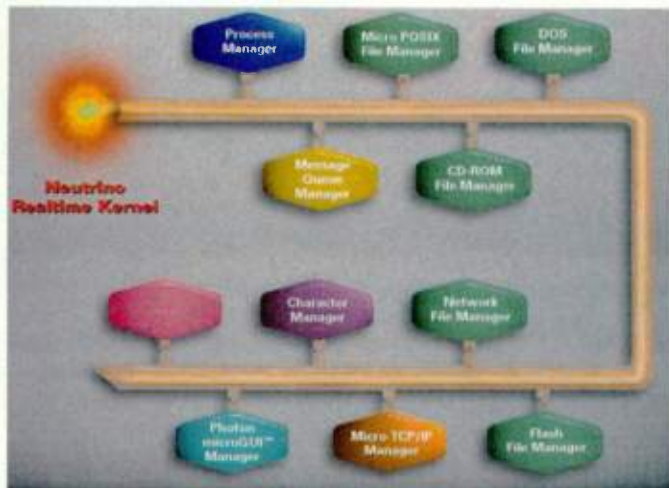 Process
Manager
Micro POSIX
File Manager
DOS
File Manager
Neutrino
Realtime Kernel
Message
Queue
Manager
CD-ROM
File Manager
Character
Manager
Network
File Manager
Photon
microGUI™
Manager
Micro TCP/IP
Manager
Flash
File Manager